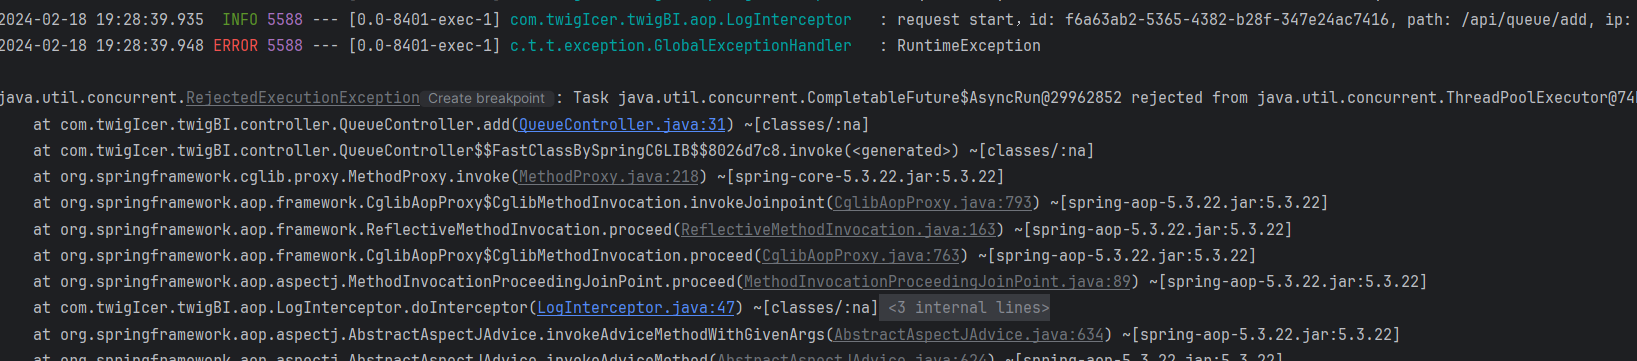 2024-02-18 19:28:39.935  INFO 5588 --- [0.0-8401-exec-1] com.twigIcer.twigBI.aop.LogInterceptor   : request start，id: f6a63ab2-5365-4382-b28f-347e24ac7416, path: /api/queue/add, ip:
2024-02-18 19:28:39.948 ERROR 5588 --- [0.0-8401-exec-1] c.t.t.exception.GlobalExceptionHandler   : RuntimeException
java.util.concurrent.RejectedExecutionException Create breakpoint : Task java.util.concurrent.CompletableFuture$AsyncRun@29962852 rejected from java.util.concurrent.ThreadPoolExecutor@74
at com.twigIcer.twigBI.controller.QueueController.add(QueueController.java:31) ~[classes/:na]
at com.twigIcer.twigBI.controller.QueueController$$FastClassBySpringCGLIB$$8026d7c8.invoke(<generated>) ~[classes/:na]
at org.springframework.cglib.proxy.MethodProxy.invoke(MethodProxy.java:218) ~[spring-core-5.3.22.jar:5.3.22]
at org.springframework.aop.framework.CglibAopProxy$CglibMethodInvocation.invokeJoinpoint(CglibAopProxy.java:793) ~[spring-aop-5.3.22.jar:5.3.22]
at org.springframework.aop.framework.ReflectiveMethodInvocation.proceed(ReflectiveMethodInvocation.java:163) ~[spring-aop-5.3.22.jar:5.3.22]
at org.springframework.aop.framework.CglibAopProxy$CglibMethodInvocation.proceed(CglibAopProxy.java:763) ~[spring-aop-5.3.22.jar:5.3.22]
at org.springframework.aop.aspectj.MethodInvocationProceedingJoinPoint.proceed(MethodInvocationProceedingJoinPoint.java:89) ~[spring-aop-5.3.22.jar:5.3.22]
at com.twigIcer.twigBI.aop.LogInterceptor.doInterceptor(LogInterceptor.java:47) ~[classes/:na] <3 internal lines>
at org.springframework.aop.aspectj.AbstractAspectJAdvice.invokeAdviceMethodWithGivenArgs(AbstractAspectJAdvice.java:634) ~[spring-aop-5.3.22.jar:5.3.22]
at org.springframework.aop.aspectj.AbstractAspectJAdvice.invokeAdviceMethod(AbstractAspectJAdvice.java:624) ~[spring-aop-5.3.22.jar:5.3.22]